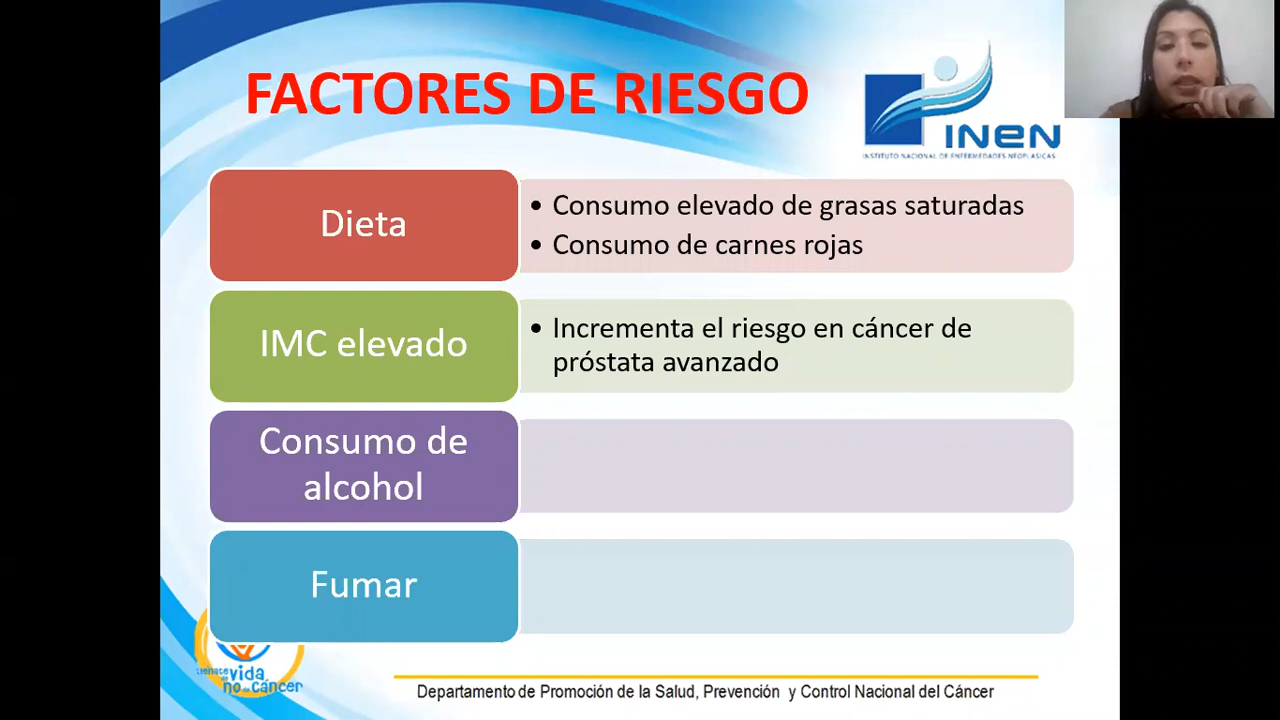 FACTORES DE RIESGO
INEN
INSTITUTO NACIONAL DE ENFERMEDADES NEOPLASICAS
Dieta
• Consumo elevado de grasas saturadas
• Consumo de carnes rojas
IMC elevado
• Incrementa el riesgo en cáncer de
próstata avanzado
Consumo de
alcohol
Fumar
vida
no cáncer
Departamento de Promoción de la Salud, Prevención y Control Nacional del Cáncer